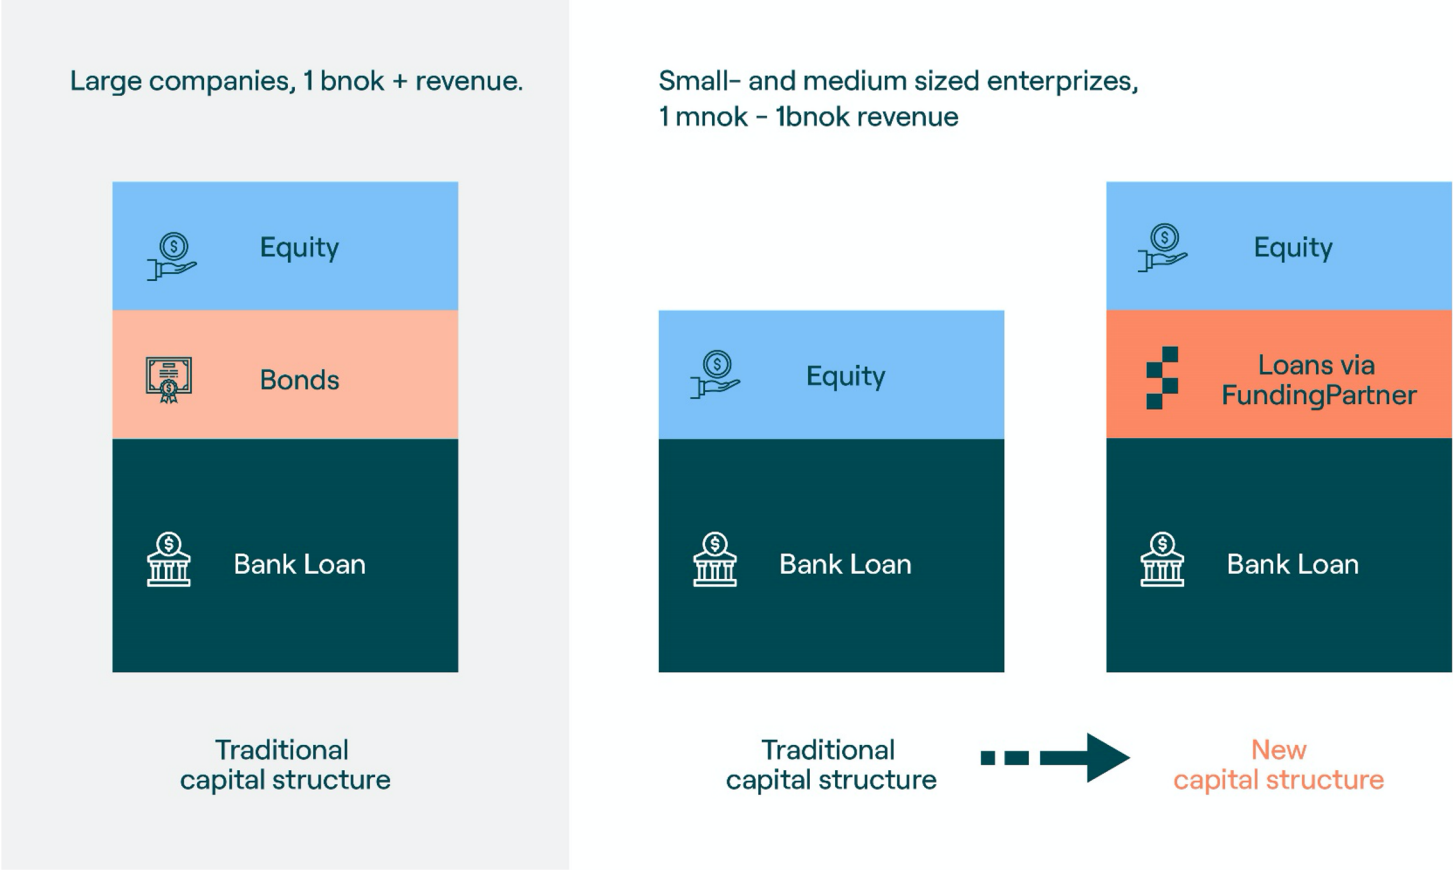 Large companies, 1 bnok + revenue.
Equity
Bonds
Bank Loan
Traditional
capital structure
Small- and medium sized enterprizes,
1 mnok - 1bnok revenue
Equity
Bank Loan
Traditional
capital structure
Equity
Loans via
FundingPartner
Bank Loan
New
capital structure